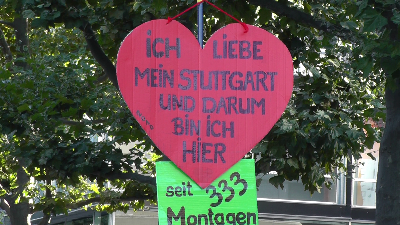 ICH LIEBE
MEIN STUTTGART
UND DARUM
BIN ICH
HIER
seit 333
Montagen